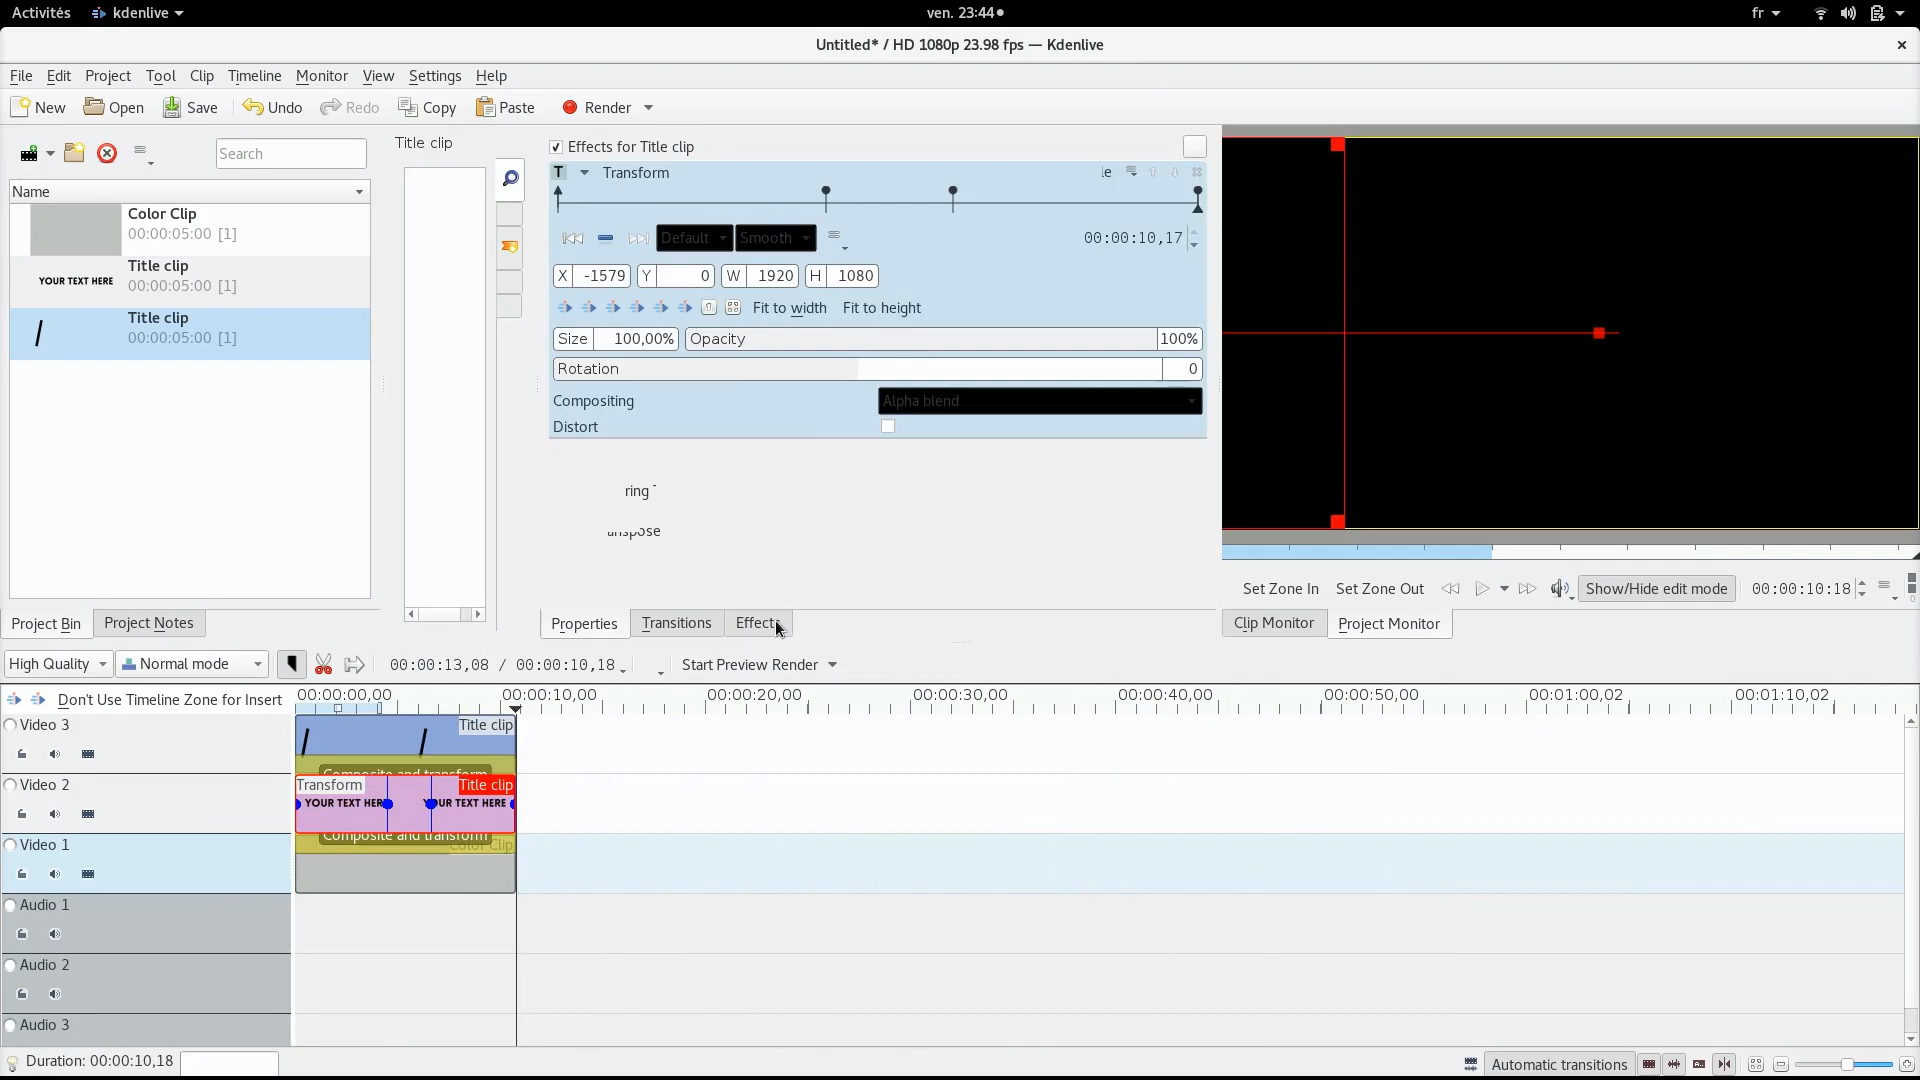 Activités kdenlive ven. 23:44 fr
Untitled* / HD 1080p 23.98 fps — Kdenlive
File Edit Project Tool Clip Timeline Monitor View Settings Help
New Open Save Undo Redo Copy Paste Render
Search
Name
Color Clip
00:00:05:00 [1]
YOUR TEXT HERE
Title clip
00:00:05:00 [1]
/
Title clip
00:00:05:00 [1]
Title clip
Effects for Title clip
T Transform le
Default Smooth 00:00:10,17
X -1579 Y 0 W 1920 H 1080
Fit to width Fit to height
Size 100,00% Opacity 100%
Rotation 0
Compositing Alpha blend
Distort
ring
Set Zone In Set Zone Out Show/Hide edit mode 00:00:10:18
Project Bin Project Notes Properties Transitions Effects Clip Monitor Project Monitor
High Quality Normal mode 00:00:13,08 / 00:00:10,18 Start Preview Render
Don't Use Timeline Zone for Insert
00:00:00,00 00:00:10,00 00:00:20,00 00:00:30,00 00:00:40,00 00:00:50,00 00:01:00,02 00:01:10,02
Video 3
/ / Title clip
Composite and transform
Video 2
Transform Title clip
YOUR TEXT HERE YOUR TEXT HERE
Composite and transform
Video 1
Color Clip
Audio 1
Audio 2
Audio 3
Duration: 00:00:10,18 Automatic transitions